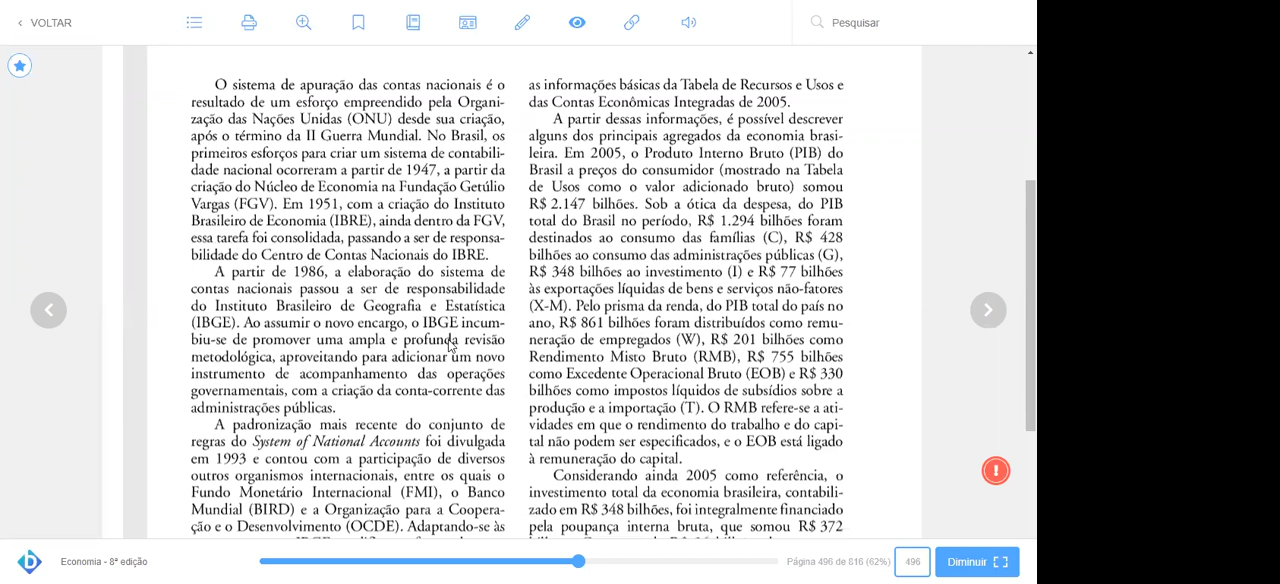 VOLTAR
Pesquisar
O sistema de apuração das contas nacionais é o
resultado de um esforço empreendido pela Organi-
zação das Nações Unidas (ONU) desde sua criação,
após o término da II Guerra Mundial. No Brasil, os
primeiros esforços para criar um sistema de contabili-
dade nacional ocorreram a partir de 1947, a partir da
criação do Núcleo de Economia na Fundação Getúlio
Vargas (FGV). Em 1951, com a criação do Instituto
Brasileiro de Economia (IBRE), ainda dentro da FGV,
essa tarefa foi consolidada, passando a ser de responsa-
bilidade do Centro de Contas Nacionais do IBRE.
A partir de 1986, a elaboração do sistema de
contas nacionais passou a ser de responsabilidade
do Instituto Brasileiro de Geografia e Estatística
(IBGE). Ao assumir o novo encargo, o IBGE incum-
biu-se de promover uma ampla e profunda revisão
metodológica, aproveitando para adicionar um novo
instrumento de acompanhamento das operações
governamentais, com a criação da conta-corrente das
administrações públicas.
A padronização mais recente do conjunto de
regras do System of National Accounts foi divulgada
em 1993 e contou com a participação de diversos
outros organismos internacionais, entre os quais o
Fundo Monetário Internacional (FMI), o Banco
Mundial (BIRD) e a Organização para a Coopera-
ção e o Desenvolvimento (OCDE). Adaptando-se às
as informações básicas da Tabela de Recursos e Usos e
das Contas Econômicas Integradas de 2005.
A partir dessas informações, é possível descrever
alguns dos principais agregados da economia brasi-
leira. Em 2005, o Produto Interno Bruto (PIB) do
Brasil a preços do consumidor (mostrado na Tabela
de Usos como o valor adicionado bruto) somou
R$ 2.147 bilhões. Sob a ótica da despesa, do PIB
total do Brasil no período, R$ 1.294 bilhões foram
destinados ao consumo das famílias (C), R$ 428
bilhões ao consumo das administrações públicas (G),
R$ 348 bilhões ao investimento (I) e R$ 77 bilhões
às exportações líquidas de bens e serviços não-fatores
(X-M). Pelo prisma da renda, do PIB total do país no
ano, R$ 861 bilhões foram distribuídos como remu-
neração de empregados (W), R$ 201 bilhões como
Rendimento Misto Bruto (RMB), R$ 755 bilhões
como Excedente Operacional Bruto (EOB) e R$ 330
bilhões como impostos líquidos de subsídios sobre a
produção e a importação (T). O RMB refere-se a ati-
vidades em que o rendimento do trabalho e do capi-
tal não podem ser especificados, e o EOB está ligado
à remuneração do capital.
Considerando ainda 2005 como referência, o
investimento total da economia brasileira, contabili-
zado em R$ 348 bilhões, foi integralmente financiado
pela poupança interna bruta, que somou R$ 372
Economia - 8ª edição
Página 496 de 816 (62%)
496
Diminuir